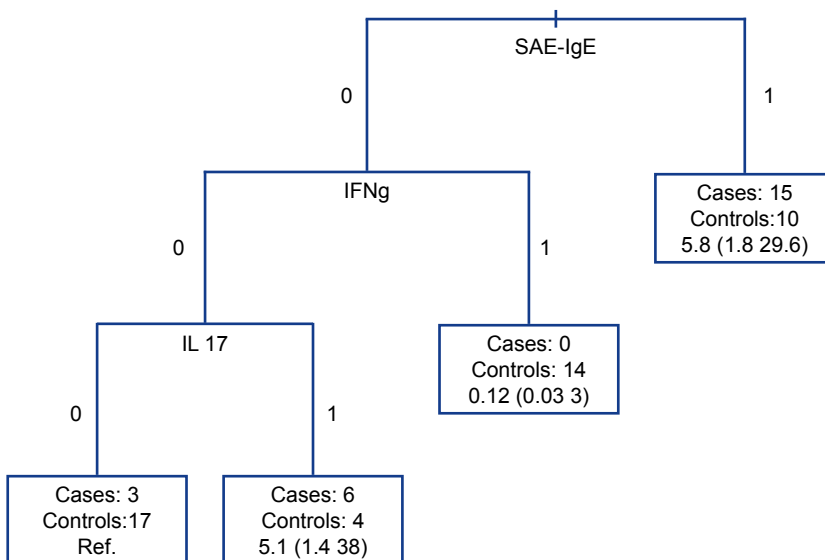 SAE-IgE
0
1
IFNg
Cases: 15
Controls:10
5.8 (1.8 29.6)
0
1
IL 17
Cases: 0
Controls: 14
0.12 (0.03 3)
0
1
Cases: 3
Controls:17
Ref.
Cases: 6
Controls: 4
5.1 (1.4 38)